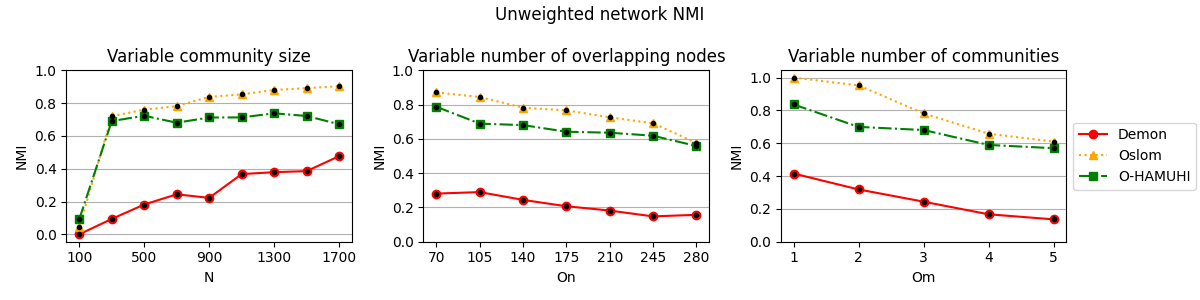 Unweighted network NMI
Variable community size
1.0
0.8
0.6
0.4
0.2
0.0
NMI
100 500 900 1300 1700
N
Variable number of overlapping nodes
1.0
0.8
0.6
0.4
0.2
0.0
NMI
70 105 140 175 210 245 280
On
Variable number of communities
1.0
0.8
0.6
0.4
0.2
0.0
NMI
1 2 3 4 5
Om
Demon
Oslom
O-HAMUHI